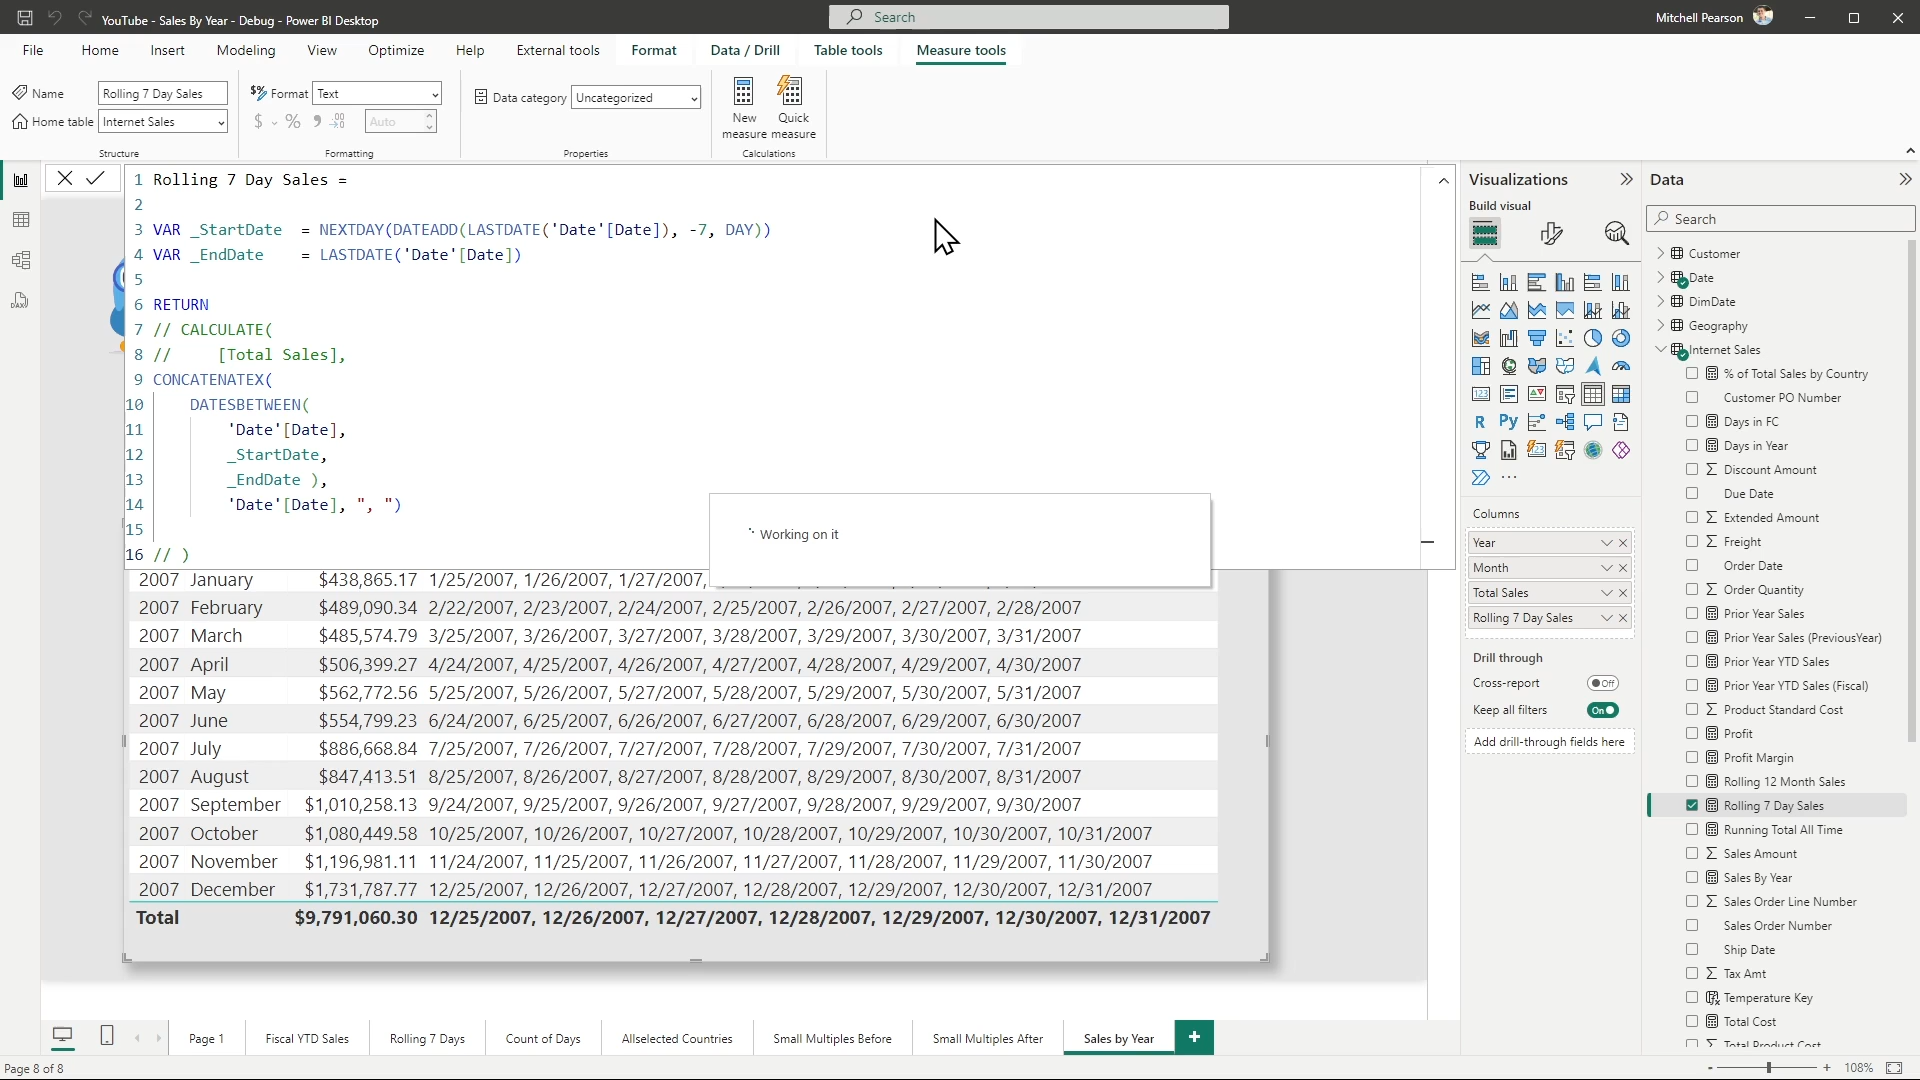 YouTube - Sales By Year - Debug - Power BI Desktop
Search
Mitchell Pearson
File Home Insert Modeling View Optimize Help External tools Format Data / Drill Table tools Measure tools
Name Rolling 7 Day Sales
Home table Internet Sales
Structure
Format Text
$ % 9 .00 Auto
Formatting
Data category Uncategorized
Properties
New measure
Quick measure
Calculations
1 Rolling 7 Day Sales =
2
3 VAR _StartDate = NEXTDAY(DATEADD(LASTDATE('Date'[Date]), -7, DAY))
4 VAR _EndDate = LASTDATE('Date'[Date])
5
6 RETURN
7 // CALCULATE(
8 // [Total Sales],
9 CONCATENATEX(
10 DATESBETWEEN(
11 'Date'[Date],
12 _StartDate,
13 _EndDate ),
14 'Date'[Date], ", ")
15
16 // )
Working on it
2007 January $438,865.17 1/25/2007, 1/26/2007, 1/27/2007,
2007 February $489,090.34 2/22/2007, 2/23/2007, 2/24/2007, 2/25/2007, 2/26/2007, 2/27/2007, 2/28/2007
2007 March $485,574.79 3/25/2007, 3/26/2007, 3/27/2007, 3/28/2007, 3/29/2007, 3/30/2007, 3/31/2007
2007 April $506,399.27 4/24/2007, 4/25/2007, 4/26/2007, 4/27/2007, 4/28/2007, 4/29/2007, 4/30/2007
2007 May $562,772.56 5/25/2007, 5/26/2007, 5/27/2007, 5/28/2007, 5/29/2007, 5/30/2007, 5/31/2007
2007 June $554,799.23 6/24/2007, 6/25/2007, 6/26/2007, 6/27/2007, 6/28/2007, 6/29/2007, 6/30/2007
2007 July $886,668.84 7/25/2007, 7/26/2007, 7/27/2007, 7/28/2007, 7/29/2007, 7/30/2007, 7/31/2007
2007 August $847,413.51 8/25/2007, 8/26/2007, 8/27/2007, 8/28/2007, 8/29/2007, 8/30/2007, 8/31/2007
2007 September $1,010,258.13 9/24/2007, 9/25/2007, 9/26/2007, 9/27/2007, 9/28/2007, 9/29/2007, 9/30/2007
2007 October $1,080,449.58 10/25/2007, 10/26/2007, 10/27/2007, 10/28/2007, 10/29/2007, 10/30/2007, 10/31/2007
2007 November $1,196,981.11 11/24/2007, 11/25/2007, 11/26/2007, 11/27/2007, 11/28/2007, 11/29/2007, 11/30/2007
2007 December $1,731,787.77 12/25/2007, 12/26/2007, 12/27/2007, 12/28/2007, 12/29/2007, 12/30/2007, 12/31/2007
Total $9,791,060.30 12/25/2007, 12/26/2007, 12/27/2007, 12/28/2007, 12/29/2007, 12/30/2007, 12/31/2007
Visualizations
Build visual
R Py
Columns
Year
Month
Total Sales
Rolling 7 Day Sales
Drill through
Cross-report Off
Keep all filters On
Add drill-through fields here
Data
Search
Customer
Date
DimDate
Geography
Internet Sales
% of Total Sales by Country
Customer PO Number
Days in FC
Days in Year
Discount Amount
Due Date
Extended Amount
Freight
Order Date
Order Quantity
Prior Year Sales
Prior Year Sales (PreviousYear)
Prior Year YTD Sales
Prior Year YTD Sales (Fiscal)
Product Standard Cost
Profit
Profit Margin
Rolling 12 Month Sales
Rolling 7 Day Sales
Running Total All Time
Sales Amount
Sales By Year
Sales Order Line Number
Sales Order Number
Ship Date
Tax Amt
Temperature Key
Total Cost
Total Product Cost
Page 1 Fiscal YTD Sales Rolling 7 Days Count of Days Allselected Countries Small Multiples Before Small Multiples After Sales by Year
Page 8 of 8
108%